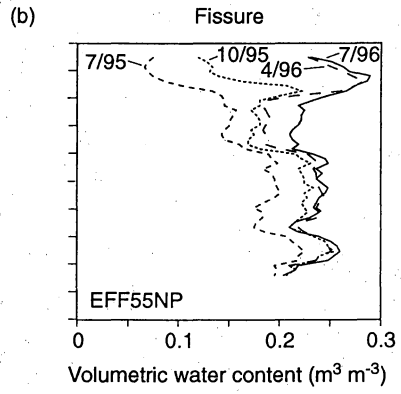 (b) Fissure
7/95 10/95 7/96
4/96
EFF55NP
0 0.1 0.2 0.3
Volumetric water content (m³ m⁻³)